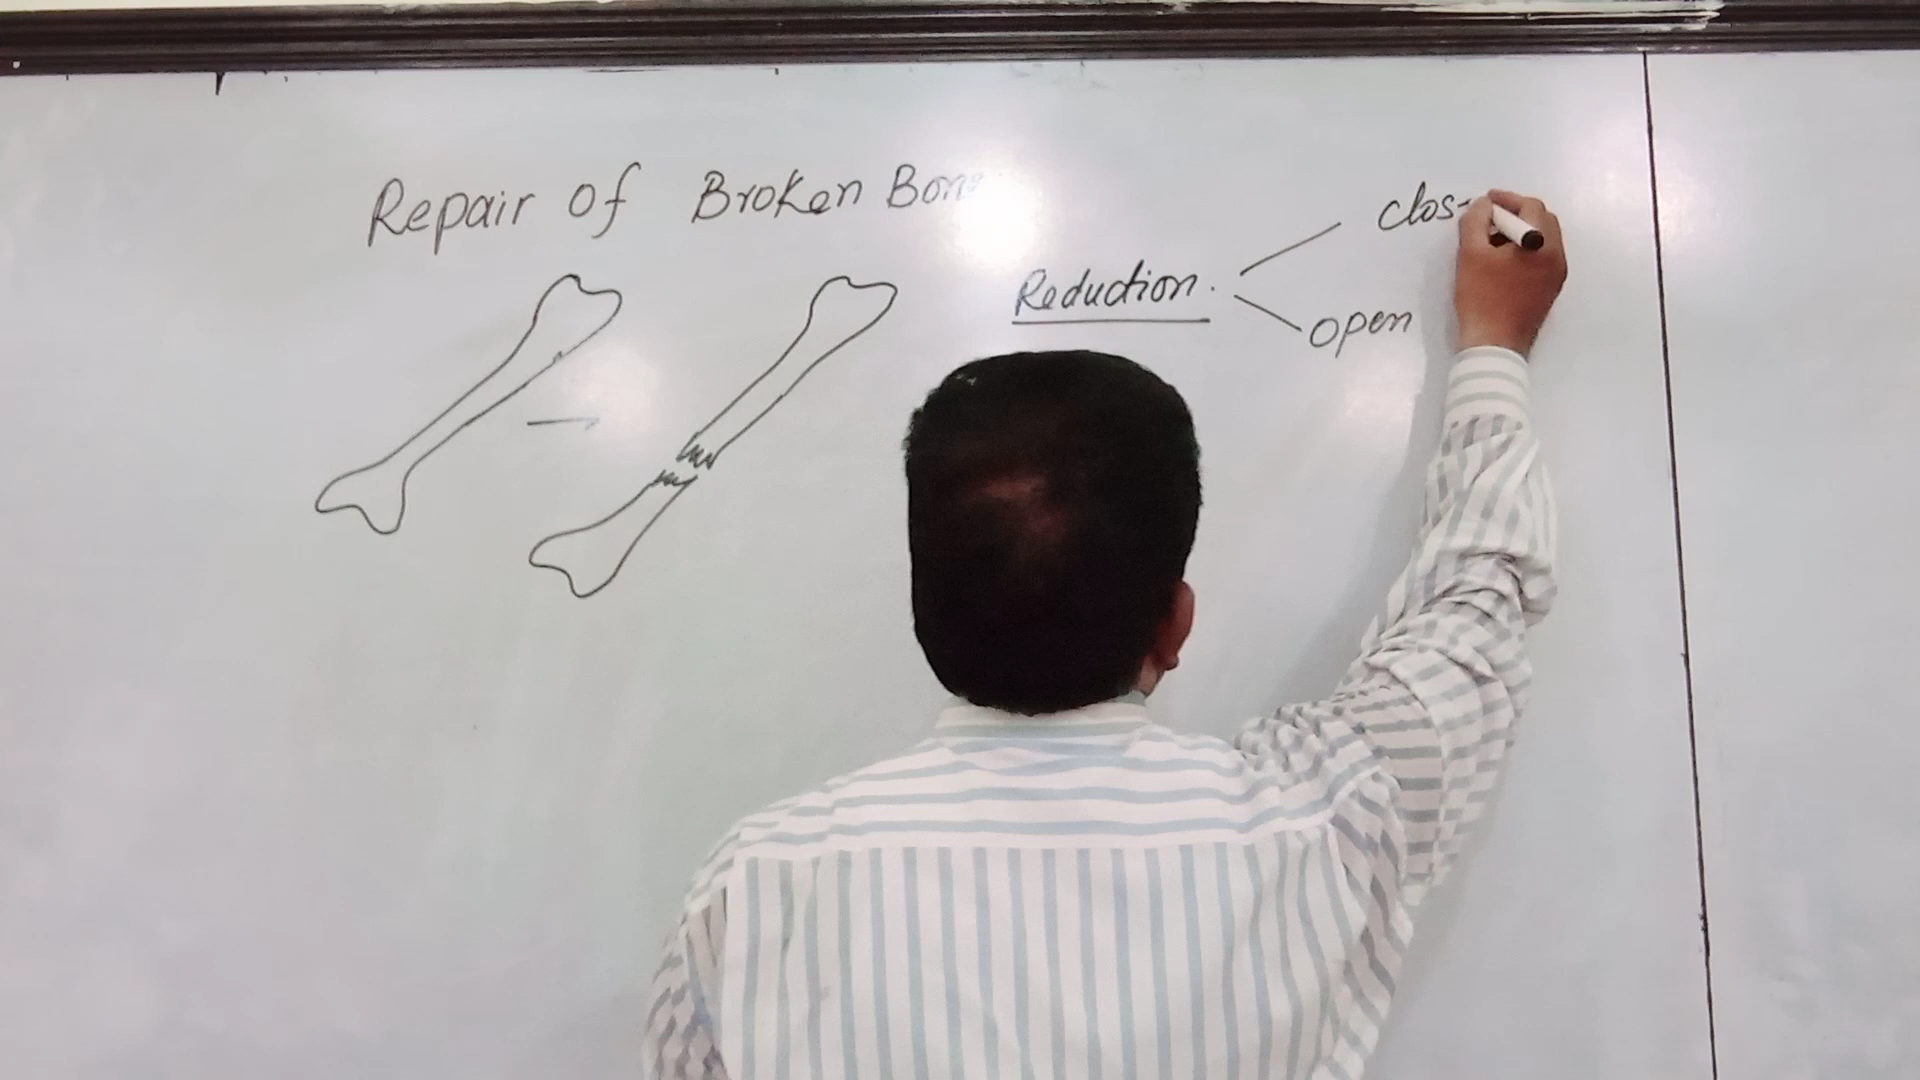 Repair of Broken Bon
Reduction.
clos
open